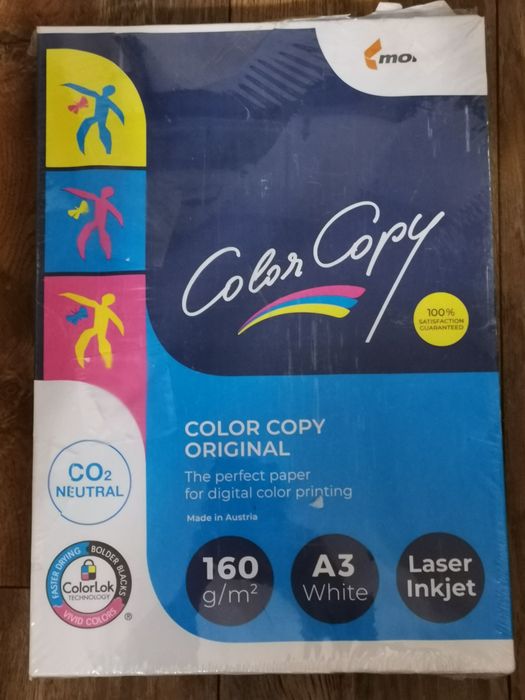 Color Copy
100%
SATISFACTION
GUARANTEED
COLOR COPY
ORIGINAL
The perfect paper
for digital color printing
Made in Austria
CO₂
NEUTRAL
FASTER DRYING
BOLDER BLACKS
ColorLok
TECHNOLOGY
VIVID COLORS
®
160
g/m²
A3
White
Laser
Inkjet